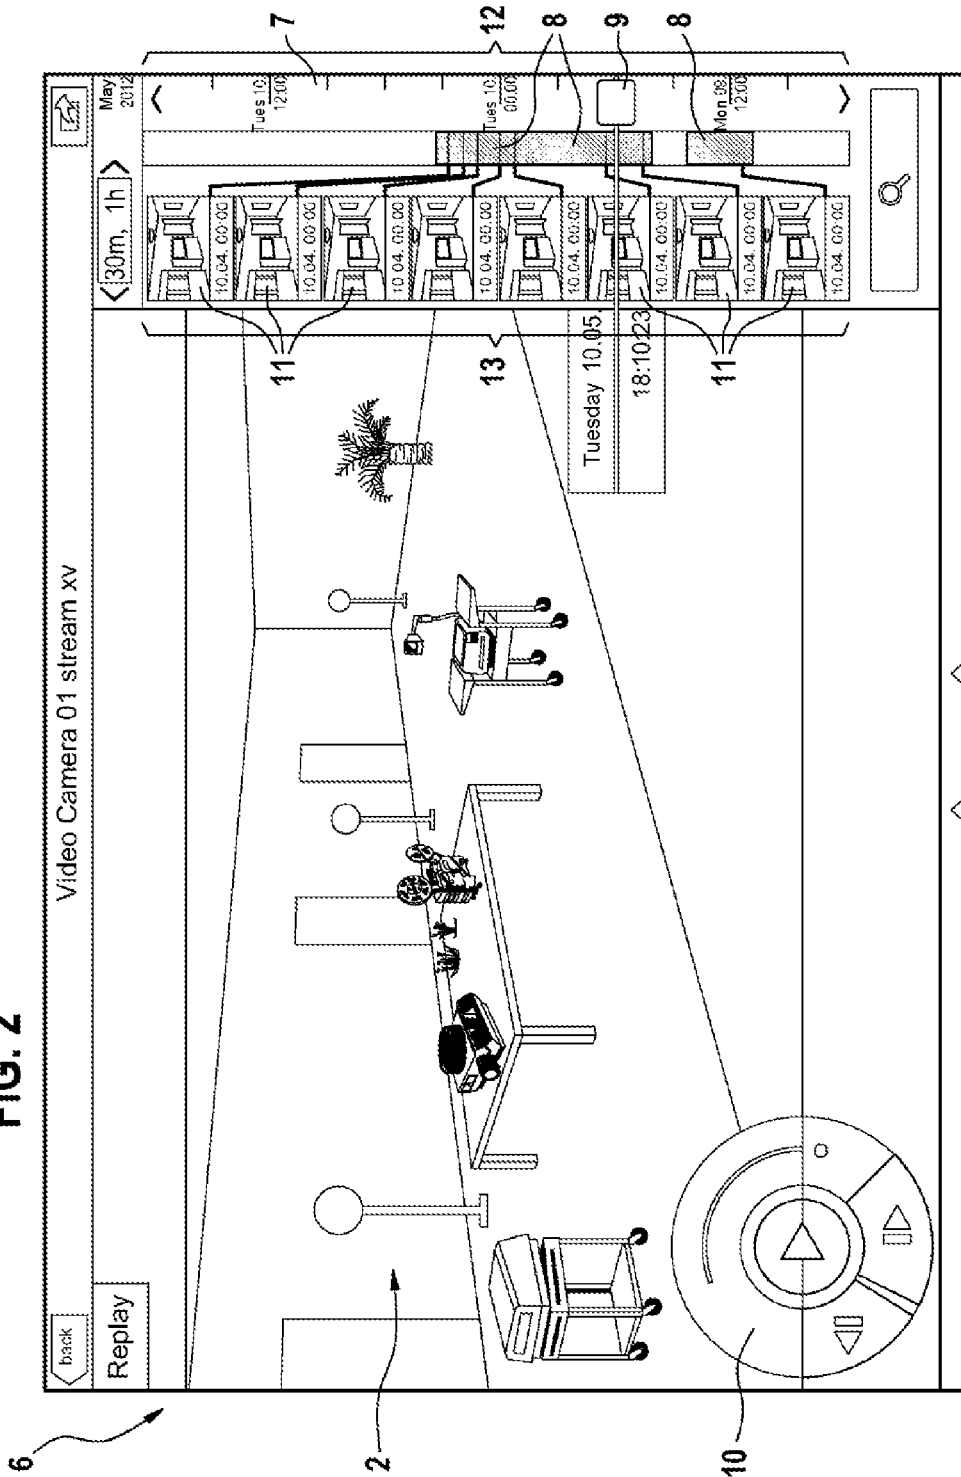 FIG. 2
6
back
Video Camera 01 stream xv
Replay
30m, 1h
May
2012
7
12
8
9
8
Tues 10.
12:00
Tues 10.
00.00
Mon 09.
12:00
10.04. 00:00
10.04. 00:00
10.04. 00:00
10.04. 00:00
10.04. 00:00
10.04. 00:00
10.04. 00:00
10.04. 00:00
11
13
11
Tuesday 10.05.
18:10:23
2
10